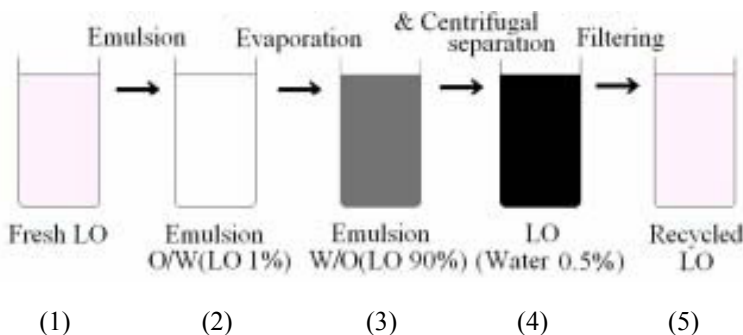 Emulsion
Evaporation
& Centrifugal
separation
Filtering
Fresh LO
Emulsion
O/W(LO 1%)
Emulsion
W/O(LO 90%)
LO
(Water 0.5%)
Recycled
LO
(1)
(2)
(3)
(4)
(5)